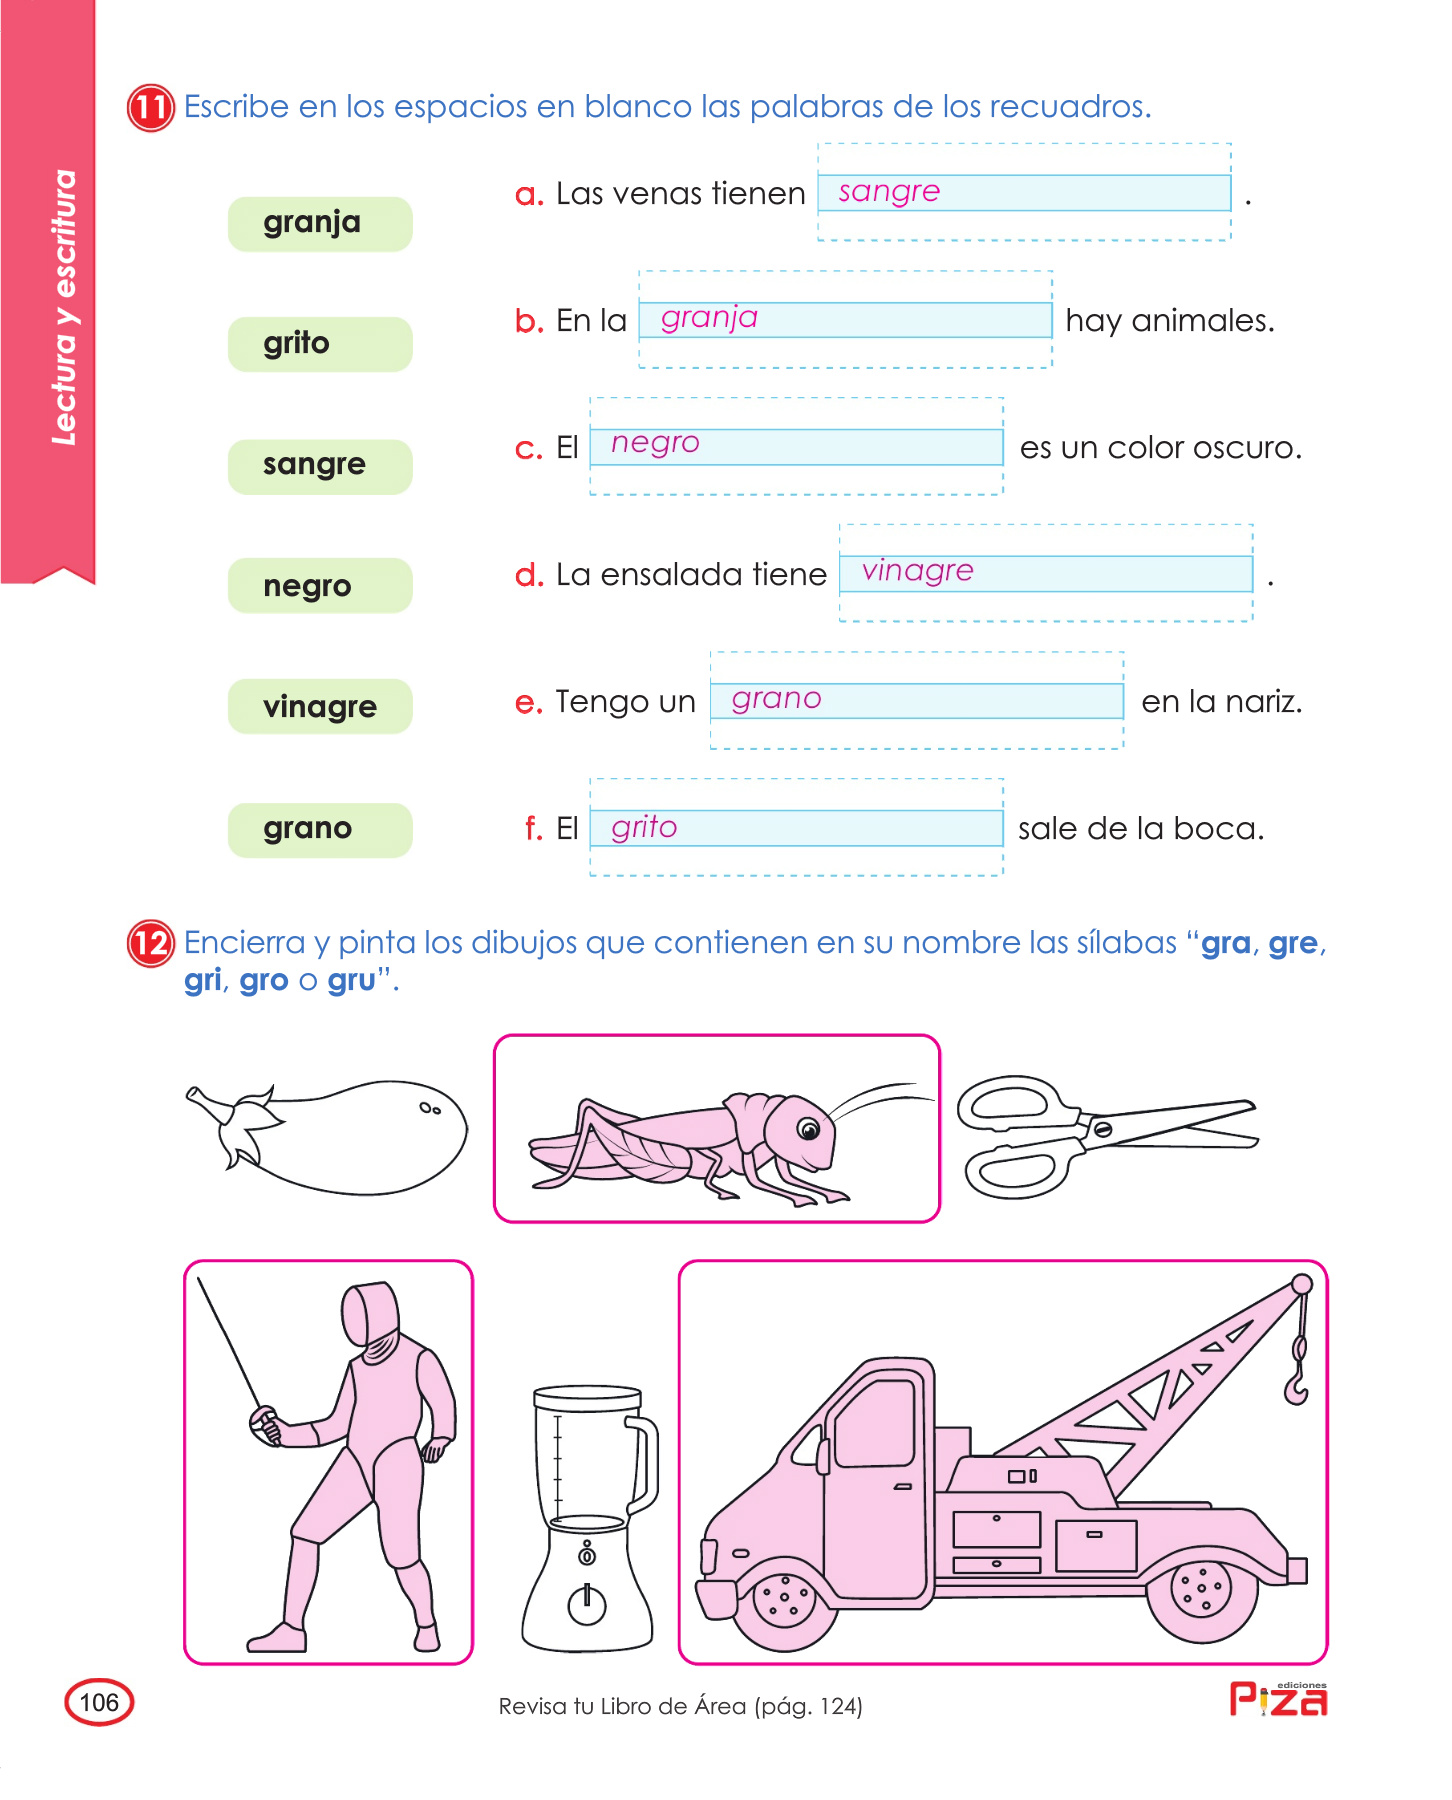 Lectura y escritura
11 Escribe en los espacios en blanco las palabras de los recuadros.
granja
grito
sangre
negro
vinagre
grano
a. Las venas tienen sangre .
b. En la granja hay animales.
c. El negro es un color oscuro.
d. La ensalada tiene vinagre .
e. Tengo un grano en la nariz.
f. El grito sale de la boca.
12 Encierra y pinta los dibujos que contienen en su nombre las sílabas “gra, gre,
gri, gro o gru”.
106
Revisa tu Libro de Área (pág. 124)
ediciones
Piza